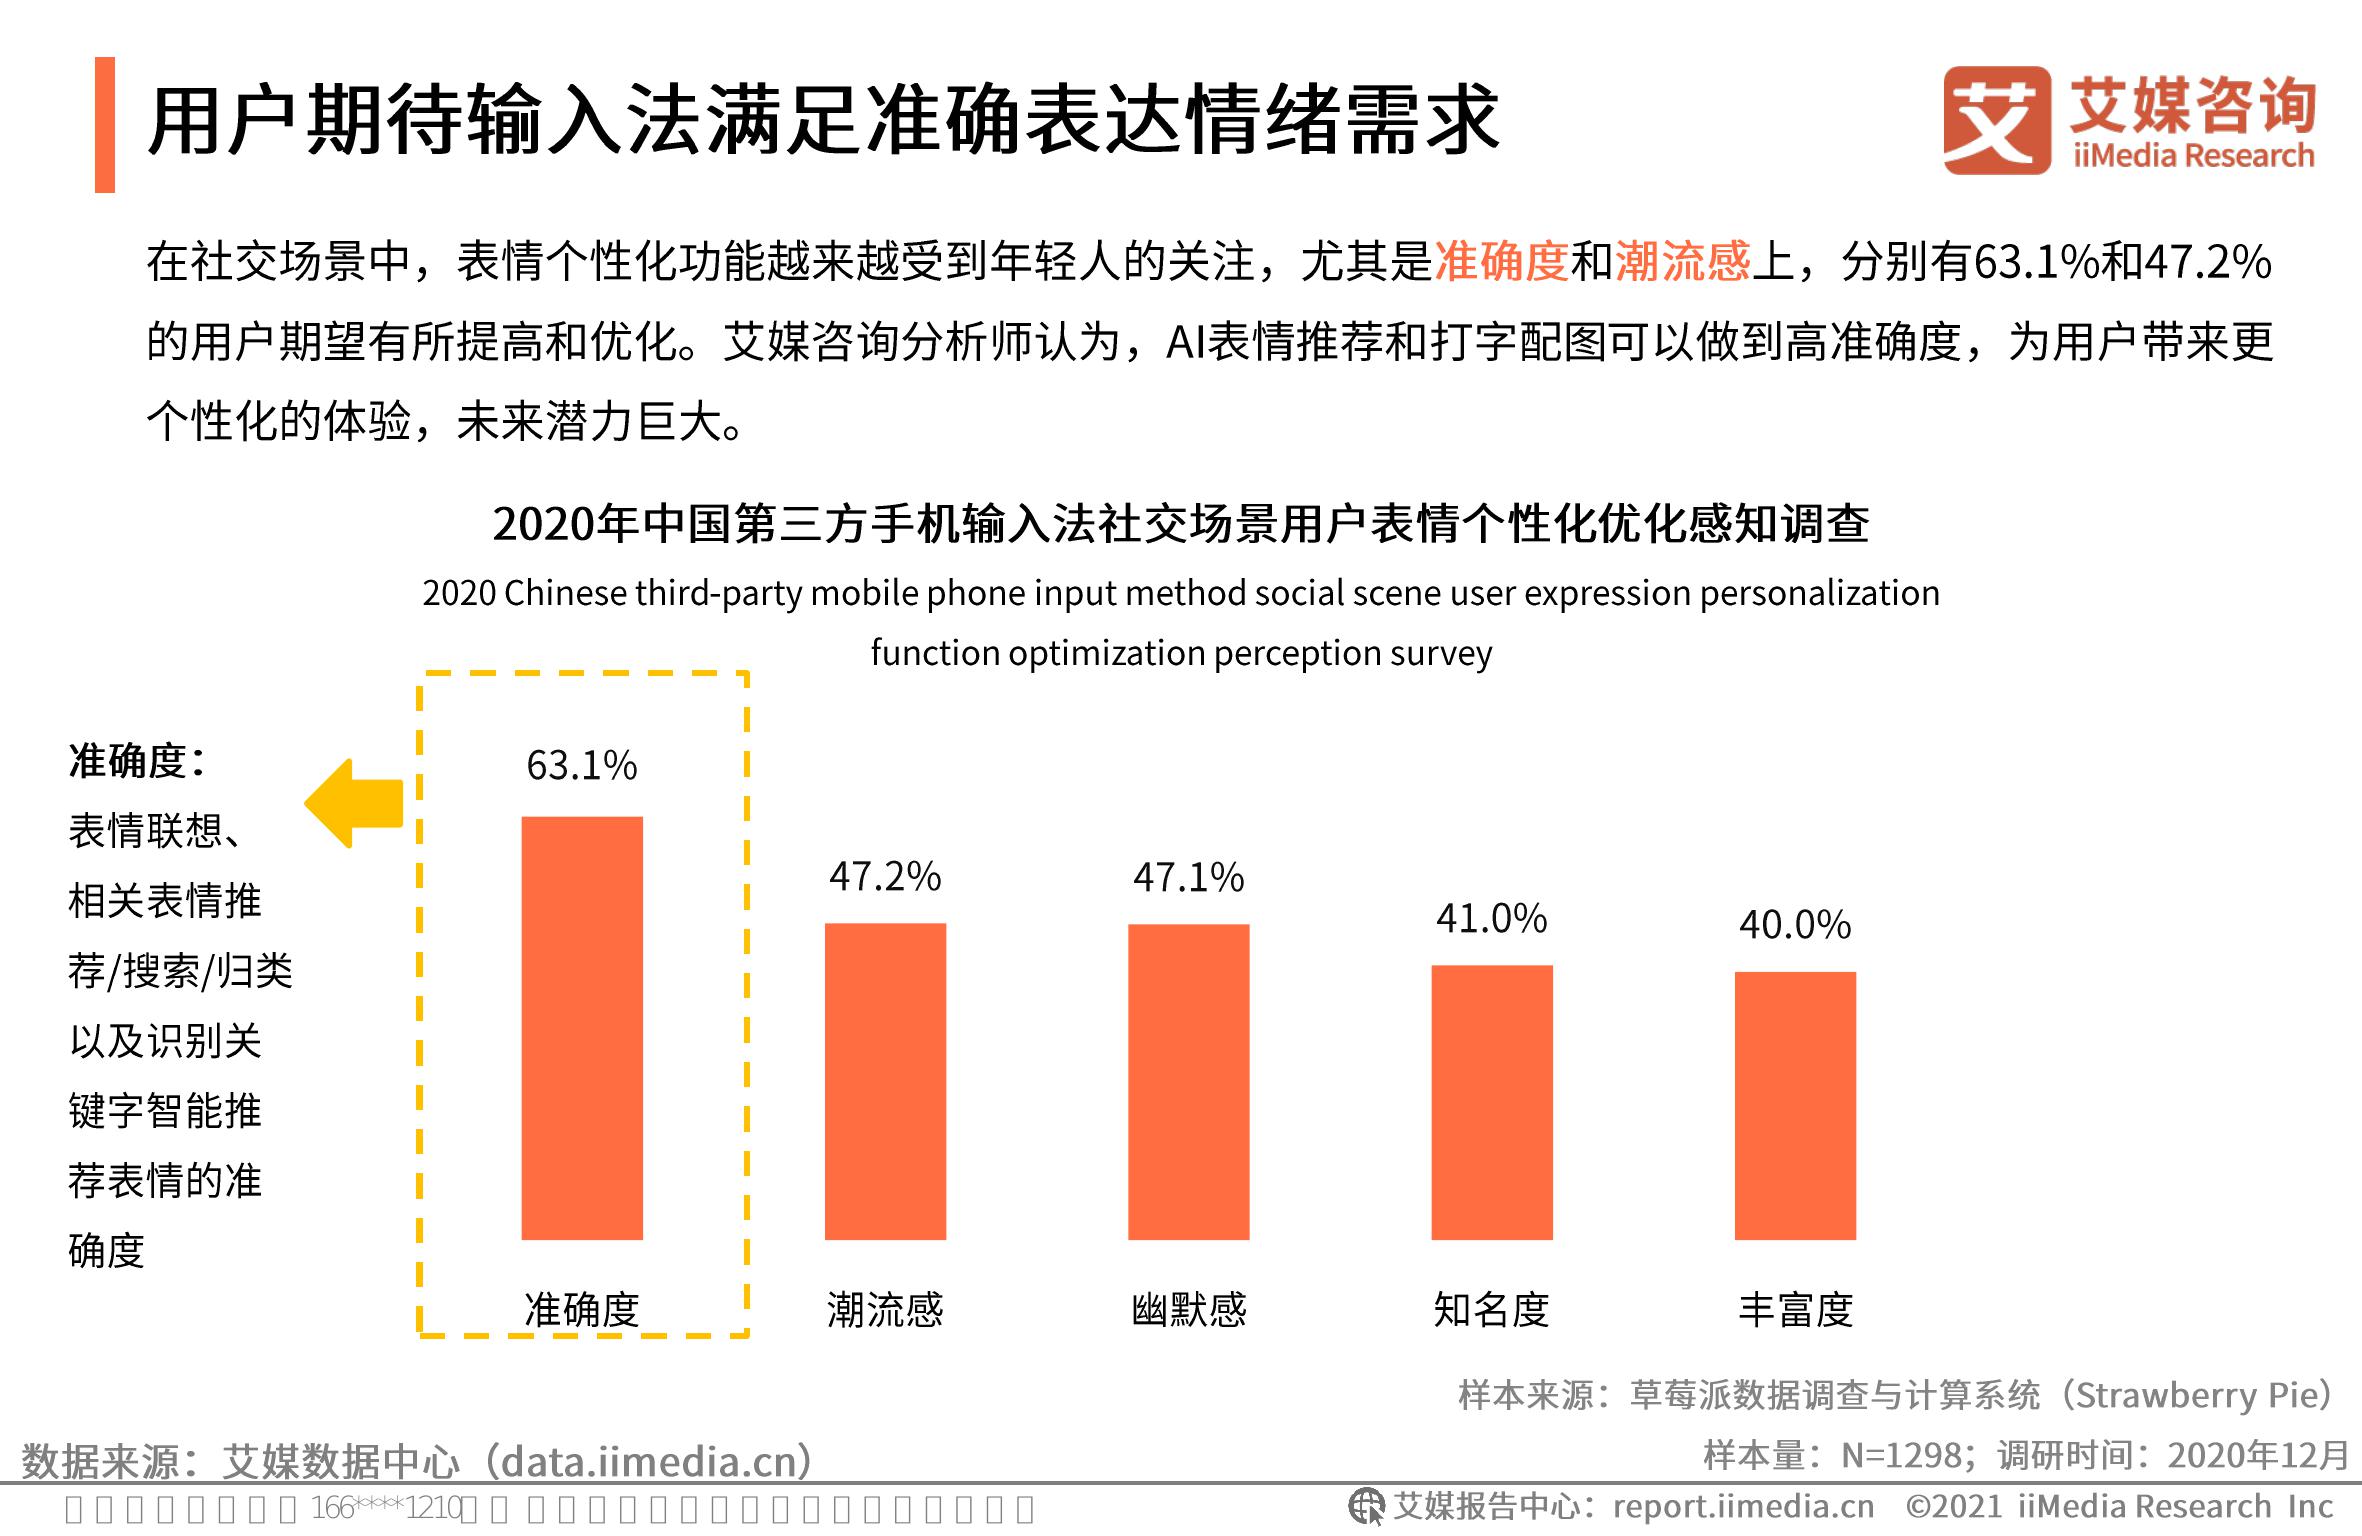 用户期待输入法满足准确表达情绪需求
艾 艾媒咨询
iiMedia Research
在社交场景中，表情个性化功能越来越受到年轻人的关注，尤其是准确度和潮流感上，分别有63.1%和47.2%
的用户期望有所提高和优化。艾媒咨询分析师认为，AI表情推荐和打字配图可以做到高准确度，为用户带来更
个性化的体验，未来潜力巨大。
2020年中国第三方手机输入法社交场景用户表情个性化优化感知调查
2020 Chinese third-party mobile phone input method social scene user expression personalization
function optimization perception survey
准确度：
表情联想、
相关表情推
荐/搜索/归类
以及识别关
键字智能推
荐表情的准
确度
63.1%
47.2%
47.1%
41.0%
40.0%
准确度
潮流感
幽默感
知名度
丰富度
样本来源：草莓派数据调查与计算系统（Strawberry Pie）
数据来源：艾媒数据中心（data.iimedia.cn）
样本量：N=1298；调研时间：2020年12月
166****1210
艾媒报告中心：report.iimedia.cn ©2021 iiMedia Research Inc